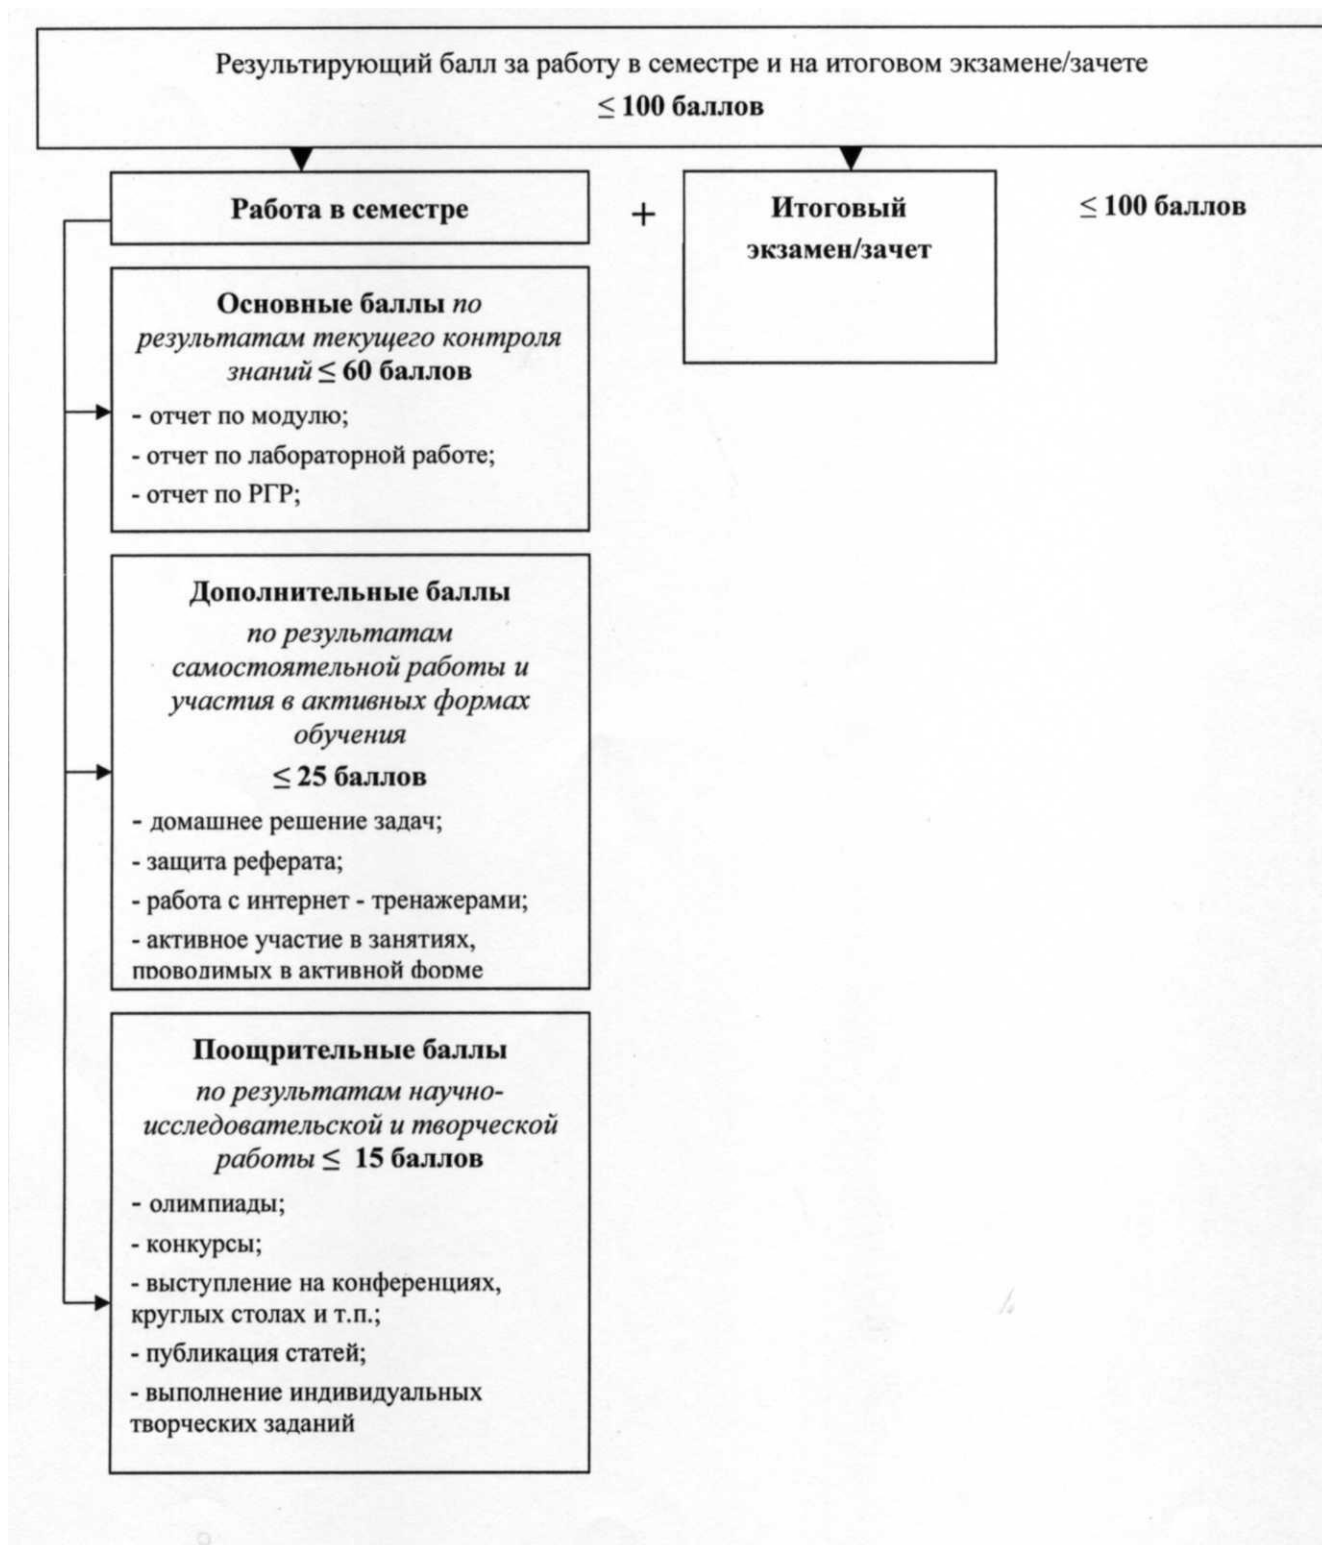 Результирующий балл за работу в семестре и на итоговом экзамене/зачете
≤ 100 баллов
Работа в семестре
+
Итоговый
экзамен/зачет
≤ 100 баллов
Основные баллы по
результатам текущего контроля
знаний ≤ 60 баллов
- отчет по модулю;
- отчет по лабораторной работе;
- отчет по РГР;
Дополнительные баллы
по результатам
самостоятельной работы и
участия в активных формах
обучения
≤ 25 баллов
- домашнее решение задач;
- защита реферата;
- работа с интернет - тренажерами;
- активное участие в занятиях,
проводимых в активной форме
Поощрительные баллы
по результатам научно-
исследовательской и творческой
работы ≤ 15 баллов
- олимпиады;
- конкурсы;
- выступление на конференциях,
круглых столах и т.п.;
- публикация статей;
- выполнение индивидуальных
творческих заданий